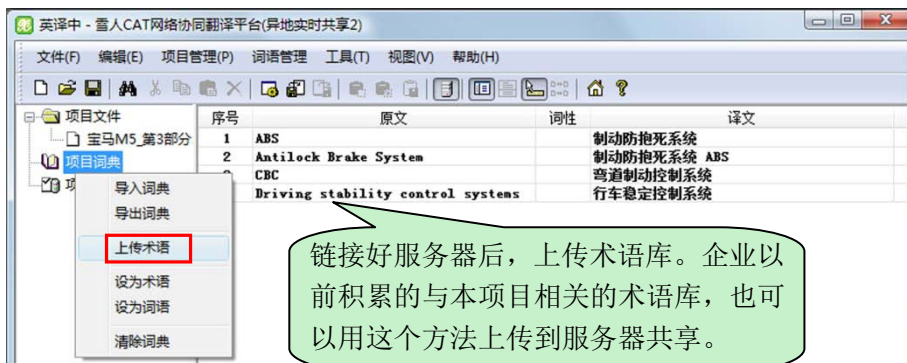 英译中 - 雪人CAT网络协同翻译平台(异地实时共享2)
文件(F) 编辑(E) 项目管理(P) 词语管理 工具(T) 视图(V) 帮助(H)
项目文件
宝马M5_第3部分
项目词典
项
序号 原文 词性 译文
1 ABS 制动防抱死系统
2 Antilock Brake System 制动防抱死系统 ABS
CBC 弯道制动控制系统
Driving stability control systems 行车稳定控制系统
导入词典
导出词典
上传术语
设为术语
设为词语
清除词典
链接好服务器后，上传术语库。企业以
前积累的与本项目相关的术语库，也可
以用这个方法上传到服务器共享。